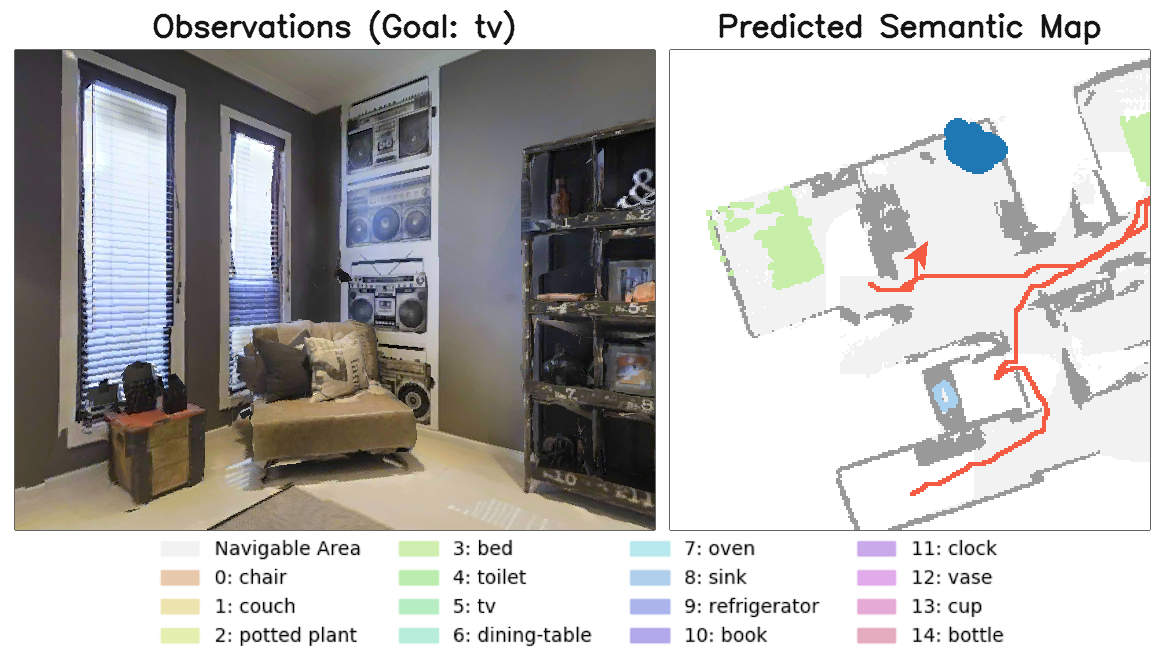 Observations (Goal: tv)
Predicted Semantic Map
&
Navigable Area
0: chair
1: couch
2: potted plant
3: bed
4: toilet
5: tv
6: dining-table
7: oven
8: sink
9: refrigerator
10: book
11: clock
12: vase
13: cup
14: bottle